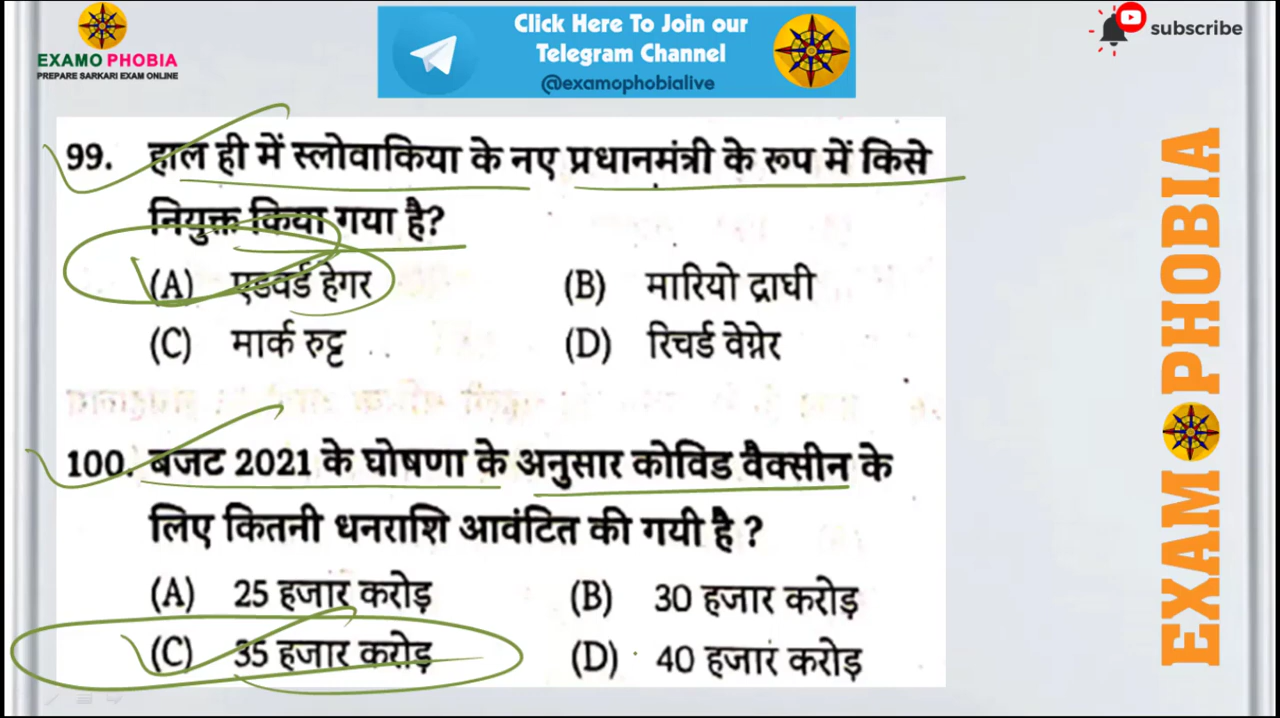 EXAMO PHOBIA
PREPARE SARKARI EXAM ONLINE
Click Here To Join our
Telegram Channel
@examophobialive
subscribe
99. हाल ही में स्लोवाकिया के नए प्रधानमंत्री के रूप में किसे
नियुक्त किया गया है?
(A) एडवर्ड हेगर (B) मारियो द्राघी
(C) मार्क रुट्ट (D) रिचर्ड वेग्नेर
100. बजट 2021 के घोषणा के अनुसार कोविड वैक्सीन के
लिए कितनी धनराशि आवंटित की गयी है ?
(A) 25 हजार करोड़ (B) 30 हजार करोड़
(C) 35 हजार करोड़ (D) 40 हजार करोड़
EXAM PHOBIA